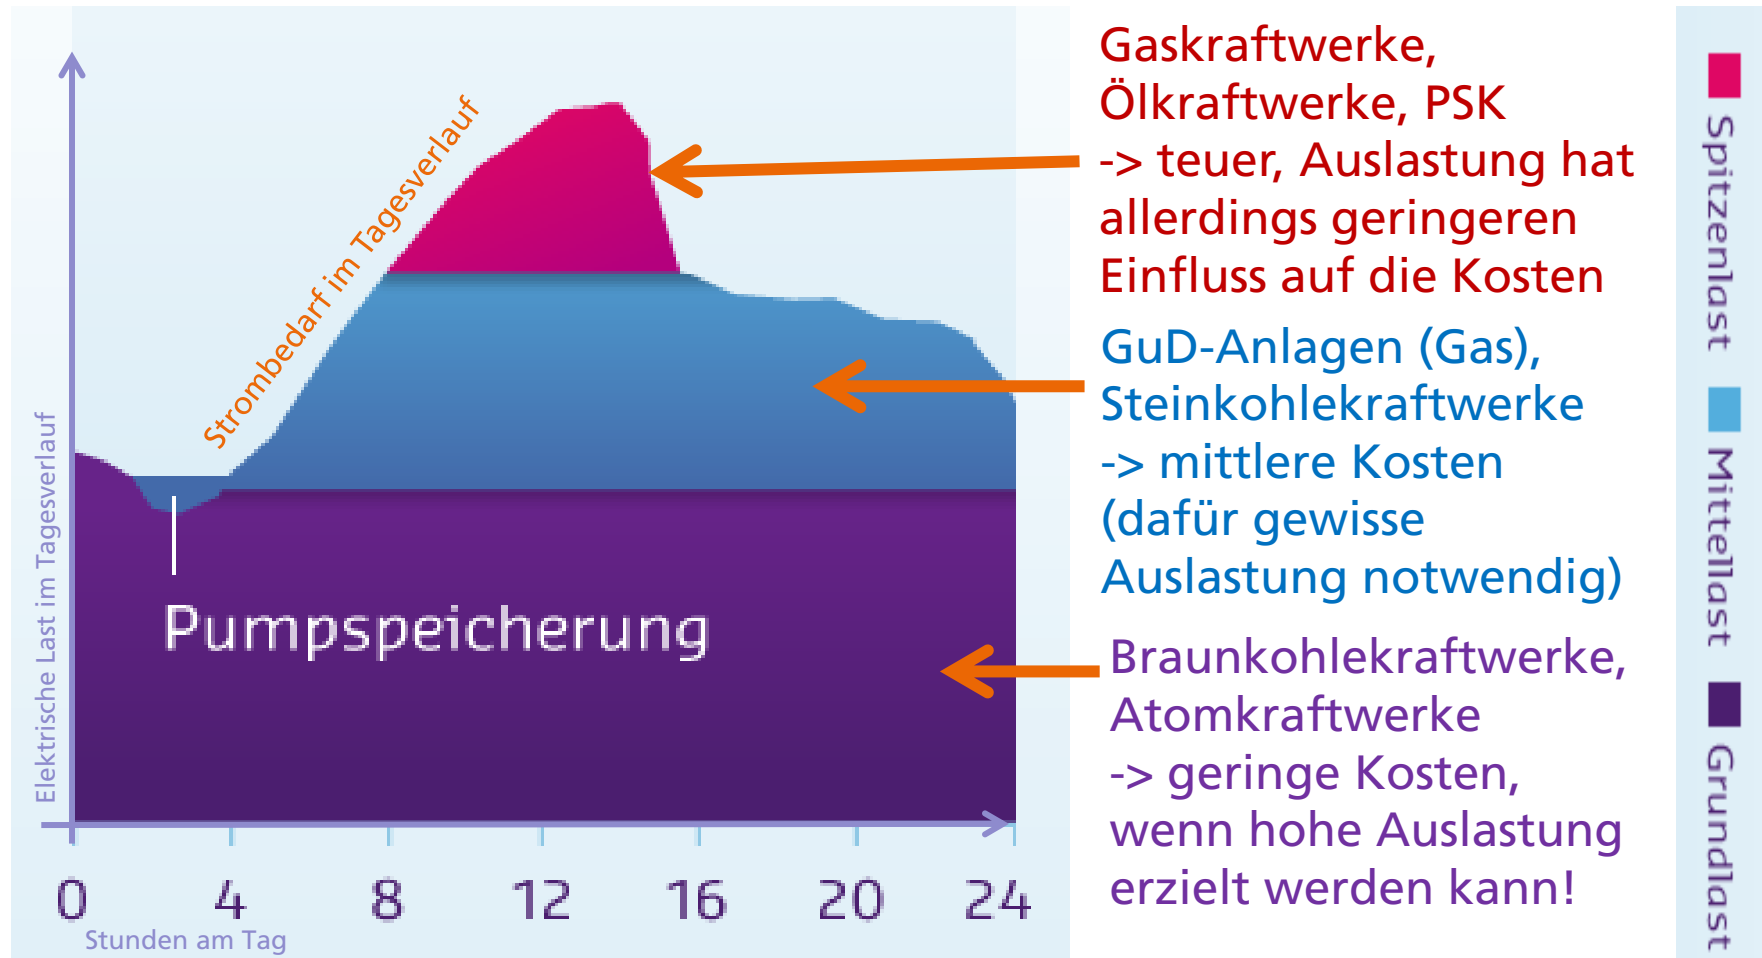 Elektrische Last im Tagesverlauf
Strombedarf im Tagesverlauf
Pumpspeicherung
0 4 8 12 16 20 24
Stunden am Tag
Gaskraftwerke,
Ölkraftwerke, PSK
-> teuer, Auslastung hat
allerdings geringeren
Einfluss auf die Kosten
GuD-Anlagen (Gas),
Steinkohlekraftwerke
-> mittlere Kosten
(dafür gewisse
Auslastung notwendig)
Braunkohlekraftwerke,
Atomkraftwerke
-> geringe Kosten,
wenn hohe Auslastung
erzielt werden kann!
Spitzenlast
Mittellast
Grundlast